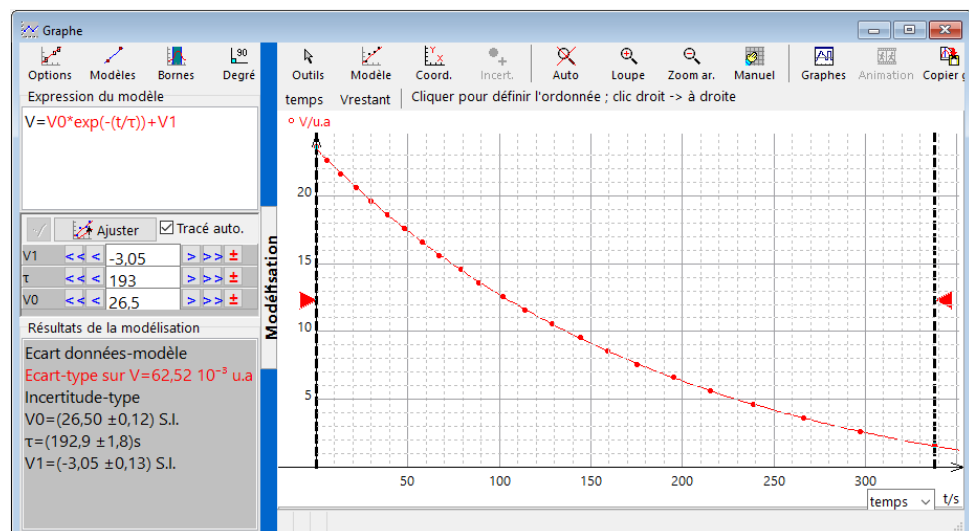 Graphe
Options Modèles Bornes Degré
90
Outils Modèle Coord. Incert. Auto Loupe Zoom ar. Manuel Graphes Animation Copier g
Expression du modèle
V=V0*exp(-(t/τ))+V1
temps Vrestant Cliquer pour définir l'ordonnée ; clic droit -> à droite
Ajuster Tracé auto.
V1 << < -3,05 > >> ±
τ << < 193 > >> ±
V0 << < 26,5 > >> ±
Résultats de la modélisation
Ecart données-modèle
Ecart-type sur V=62,52 10⁻³ u.a
Incertitude-type
V0=(26,50 ±0,12) S.I.
τ=(192,9 ±1,8)s
V1=(-3,05 ±0,13) S.I.
Modélisation
V/u.a
20
15
10
5
50 100 150 200 250 300
temps t/s